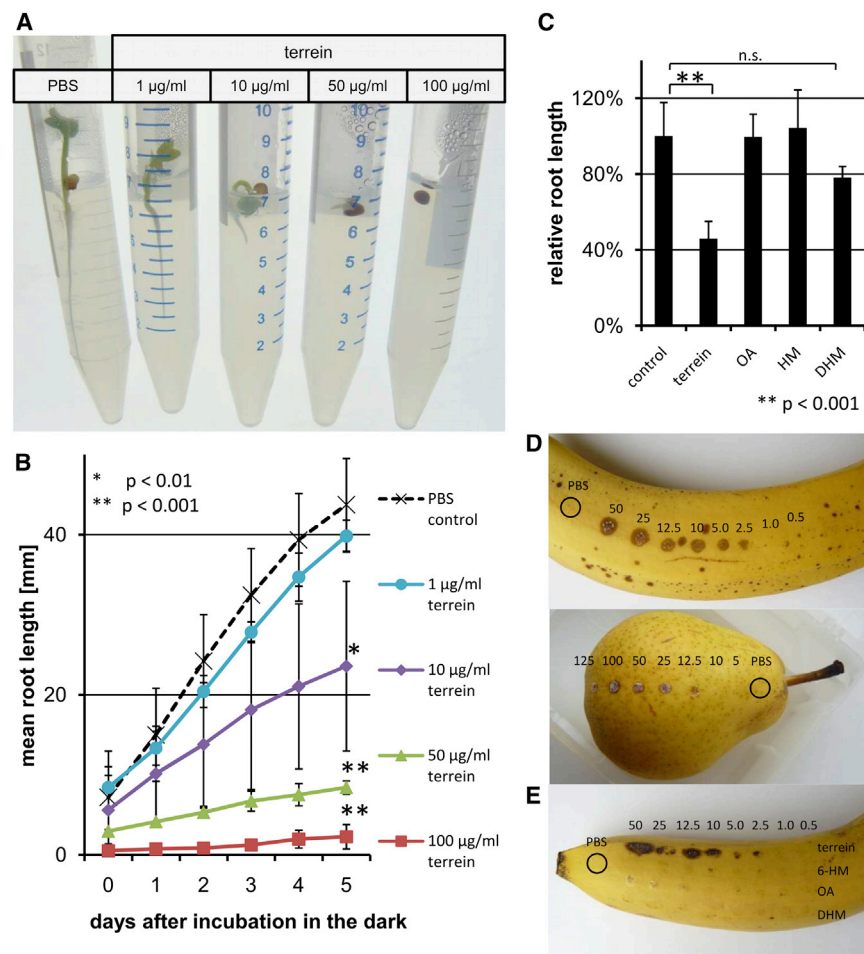 A
terrein
PBS
1 µg/ml
10 µg/ml
50 µg/ml
100 µg/ml
12
9
8
7
6
5
4
3
2
10
9
8
7
6
5
4
3
2
10
9
8
7
6
5
4
3
2
B
* p < 0.01
** p < 0.001
mean root length [mm]
40
20
0
*
**
**
0 1 2 3 4 5
days after incubation in the dark
PBS
control
1 µg/ml
terrein
10 µg/ml
terrein
50 µg/ml
terrein
100 µg/ml
terrein
C
n.s.
**
relative root length
120%
80%
40%
0%
control
terrein
OA
HM
DHM
** p < 0.001
D
PBS
50 25 12.5 10 5.0 2.5 1.0 0.5
125 100 50 25 12.5 10 5 PBS
E
50 25 12.5 10 5.0 2.5 1.0 0.5
PBS
terrein
6-HM
OA
DHM